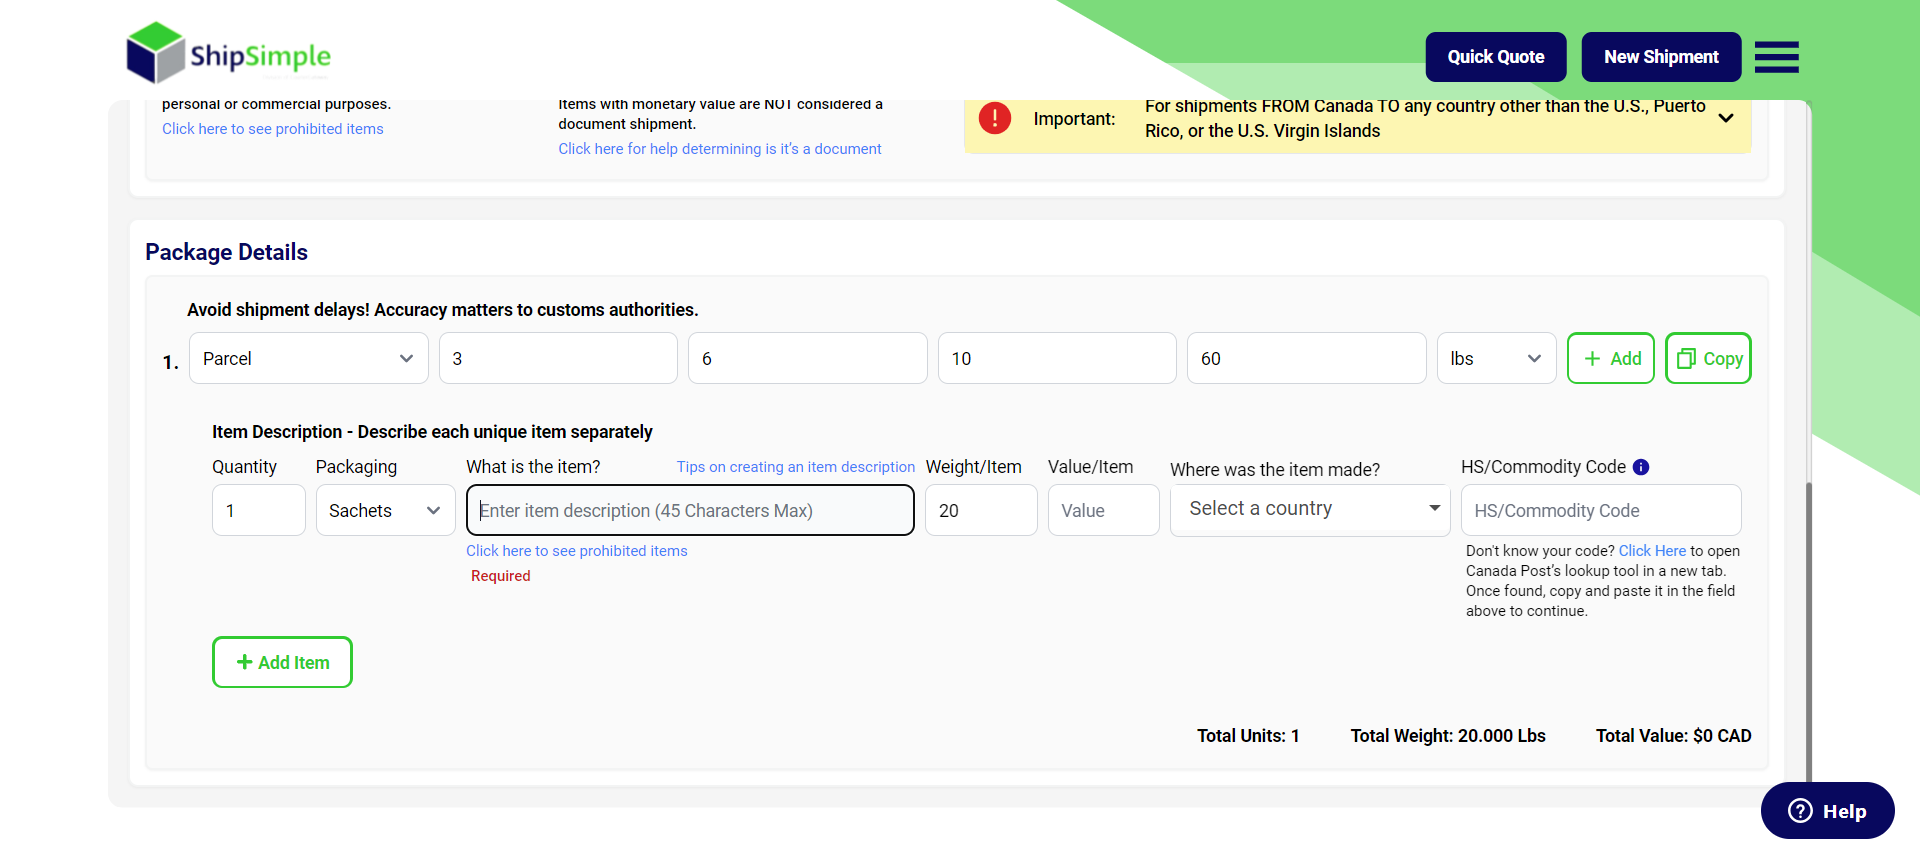 ShipSimple
Quick Quote
New Shipment
personal or commercial purposes.
Click here to see prohibited items
Items with monetary value are NOT considered a
document shipment.
Click here for help determining is it's a document
Important:
For shipments FROM Canada TO any country other than the U.S., Puerto
Rico, or the U.S. Virgin Islands
Package Details
Avoid shipment delays! Accuracy matters to customs authorities.
1. Parcel 3 6 10 60 lbs + Add Copy
Item Description - Describe each unique item separately
Quantity Packaging What is the item? Tips on creating an item description Weight/Item Value/Item Where was the item made? HS/Commodity Code
1 Sachets Enter item description (45 Characters Max) 20 Value Select a country HS/Commodity Code
Click here to see prohibited items
Required
Don't know your code? Click Here to open
Canada Post's lookup tool in a new tab.
Once found, copy and paste it in the field
above to continue.
+ Add Item
Total Units: 1 Total Weight: 20.000 Lbs Total Value: $0 CAD
Help